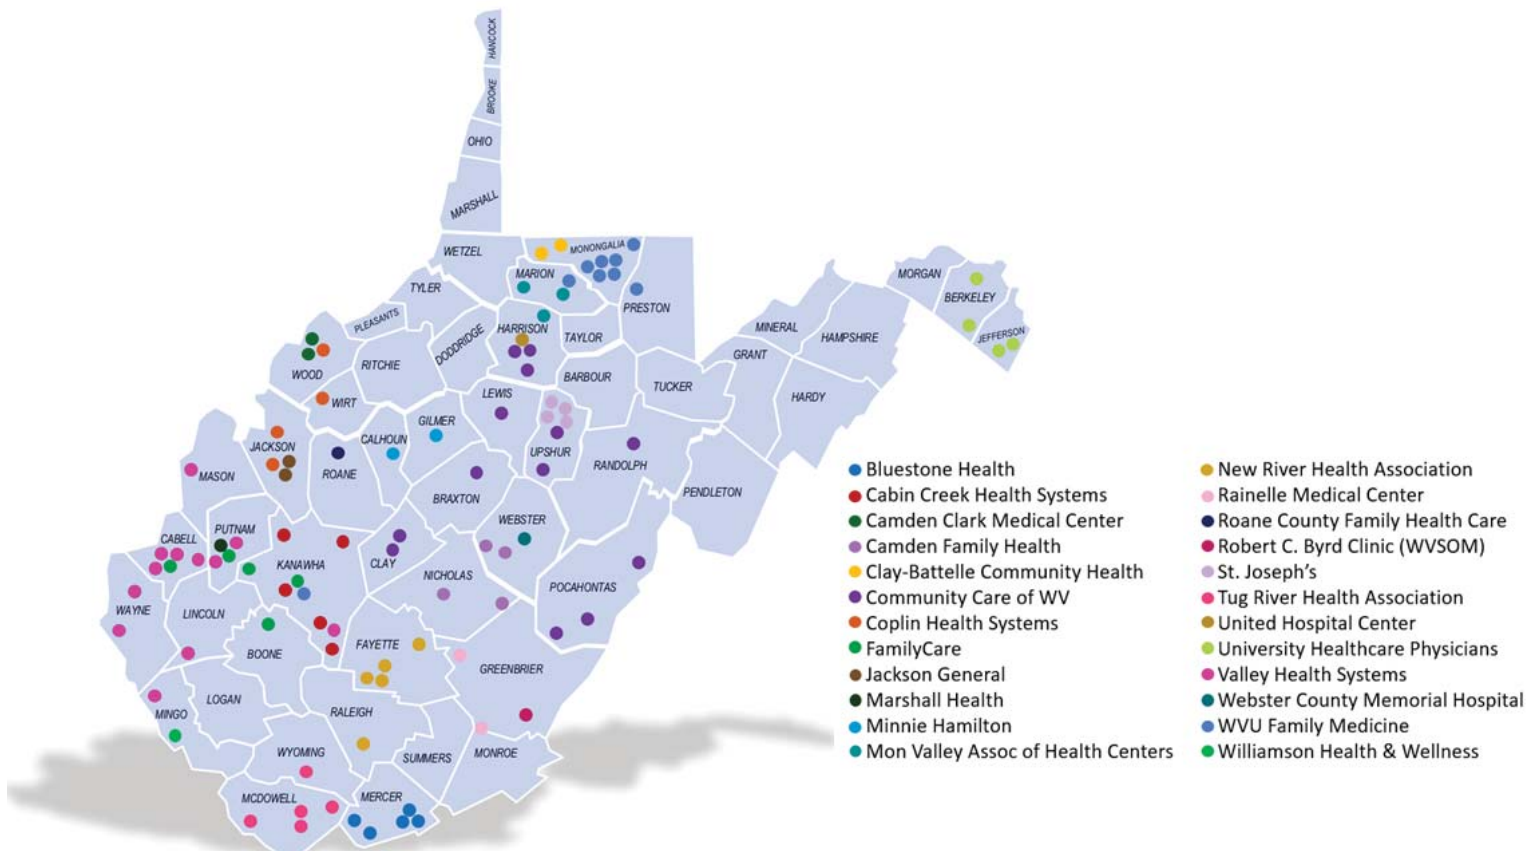 HANCOCK
BROOKE
OHIO
MARSHALL
WETZEL
MONONGALIA
MARION
TYLER
PRESTON
PLEASANTS
HARRISON
TAYLOR
DODDRIDGE
RITCHIE
WOOD
WIRT
BARBOUR
TUCKER
MORGAN
BERKELEY
JEFFERSON
MINERAL
HAMPSHIRE
GRANT
HARDY
LEWIS
GILMER
CALHOUN
JACKSON
ROANE
MASON
UPSHUR
RANDOLPH
PENDLETON
BRAXTON
WEBSTER
PUTNAM
CABELL
KANAWHA
CLAY
NICHOLAS
POCAHONTAS
WAYNE
LINCOLN
BOONE
FAYETTE
GREENBRIER
LOGAN
MINGO
RALEIGH
WYOMING
SUMMERS
MONROE
MCDOWELL
MERCER
Bluestone Health
Cabin Creek Health Systems
Camden Clark Medical Center
Camden Family Health
Clay-Battelle Community Health
Community Care of WV
Coplin Health Systems
FamilyCare
Jackson General
Marshall Health
Minnie Hamilton
Mon Valley Assoc of Health Centers
New River Health Association
Rainelle Medical Center
Roane County Family Health Care
Robert C. Byrd Clinic (WVSOM)
St. Joseph's
Tug River Health Association
United Hospital Center
University Healthcare Physicians
Valley Health Systems
Webster County Memorial Hospital
WVU Family Medicine
Williamson Health & Wellness